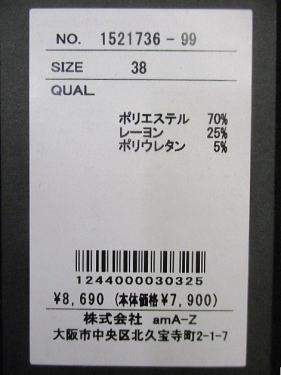 NO. 1521736-99
SIZE 38
QUAL.
ポリエステル 70%
レーヨン 25%
ポリウレタン 5%
1244000030325
¥8,690 (本体価格¥7,900)
株式会社 amA-Z
大阪市中央区北久宝寺町2-1-7